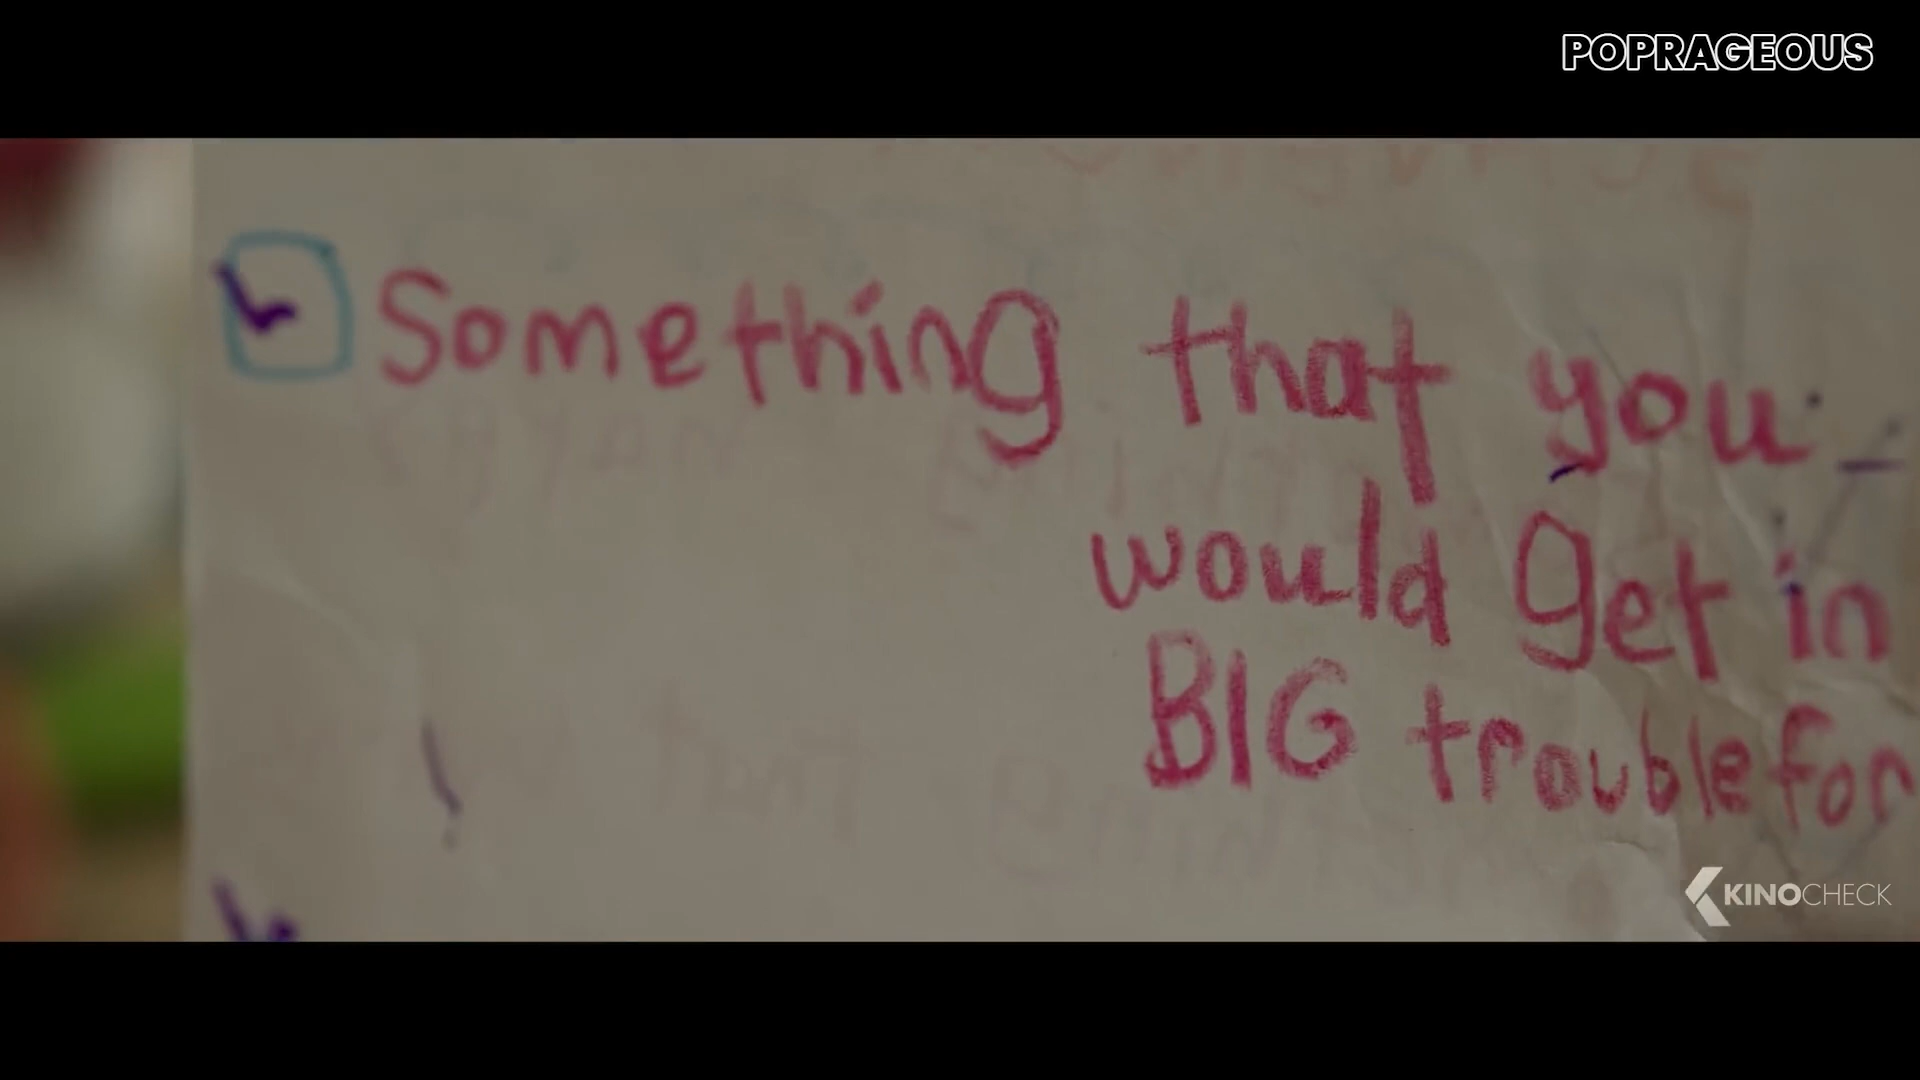 POPRAGEOUS
Something that you
would get in
BIG trouble for
KINOCHECK